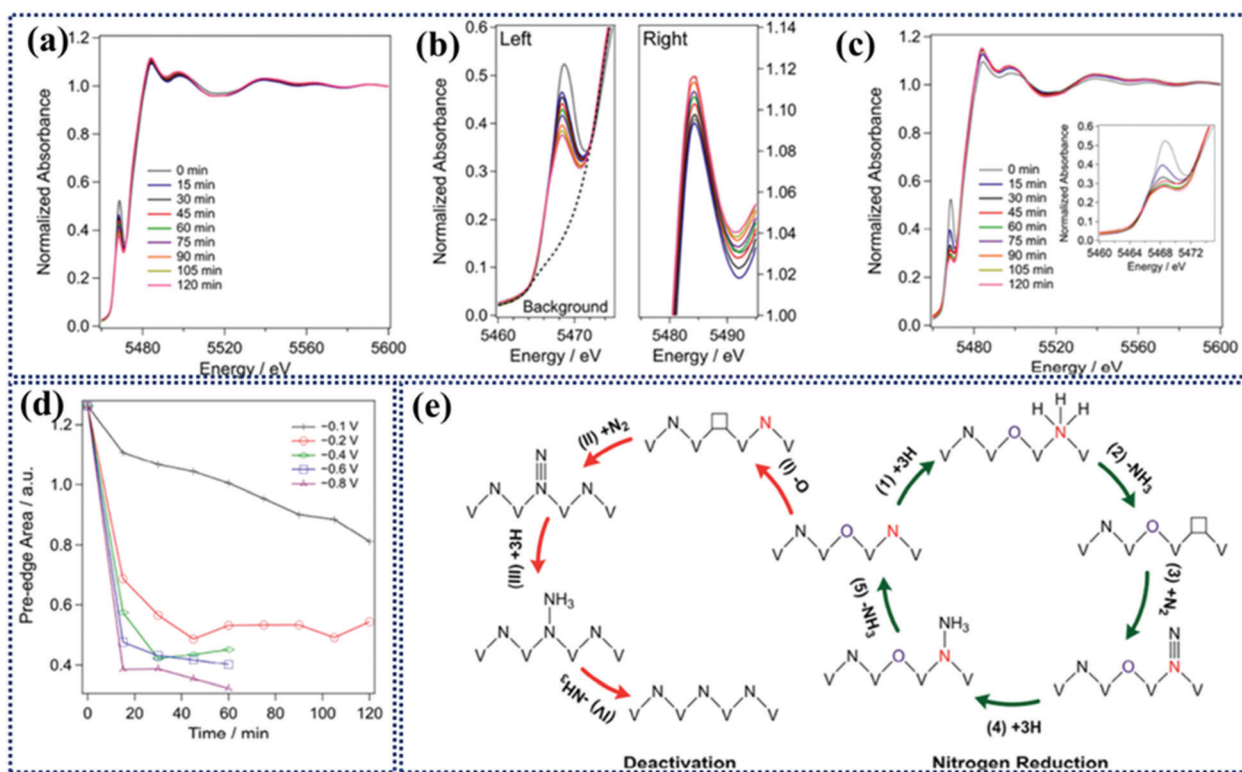 (a)
1.2
1.0
0.8
0.6
0.4
0.2
0.0
Normalized Absorbance
0 min
15 min
30 min
45 min
60 min
75 min
90 min
105 min
120 min
5480
5520
5560
5600
Energy / eV
(b)
Left
Right
0.6
0.5
0.4
0.3
0.2
0.1
0.0
Normalized Absorbance
Background
5460
5470
5480
5490
1.14
1.12
1.10
1.08
1.06
1.04
1.02
1.00
Energy / eV
Energy / eV
(c)
1.2
1.0
0.8
0.6
0.4
0.2
0.0
Normalized Absorbance
0 min
15 min
30 min
45 min
60 min
75 min
90 min
105 min
120 min
0.6
0.5
0.4
0.3
0.2
0.1
0.0
Normalized Absorbance
5460
5464
5468
5472
Energy / eV
5480
5520
5560
5600
Energy / eV
(d)
1.2
1.0
0.8
0.6
0.4
Pre-edge Area / a.u.
−0.1 V
−0.2 V
−0.4 V
−0.6 V
−0.8 V
0
20
40
60
80
100
120
Time / min
(e)
N N
V V V V
(II) +N₂
(I) -O
N
N N N
V V V V
(III) +3H
NH₃
N N N
V V V V
(IV) -NH₃
N N N
V V V V
Deactivation
N O N
V V V V
(1) +3H
H
H H
N O N
V V V V
(2) -NH₃
N O
V V V V
(3) +N₂
N
N O N
V V V V
(4) +3H
NH₃
N O N
V V V V
(5) -NH₃
Nitrogen Reduction